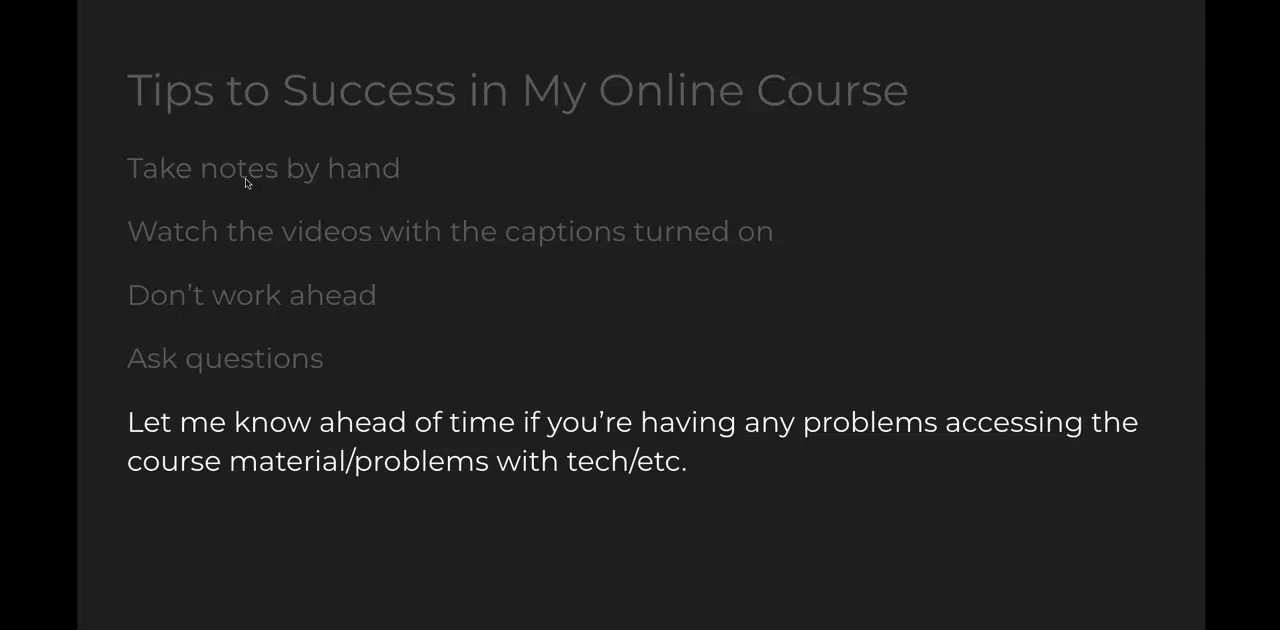 Tips to Success in My Online Course
Take notes by hand
Watch the videos with the captions turned on
Don’t work ahead
Ask questions
Let me know ahead of time if you’re having any problems accessing the
course material/problems with tech/etc.